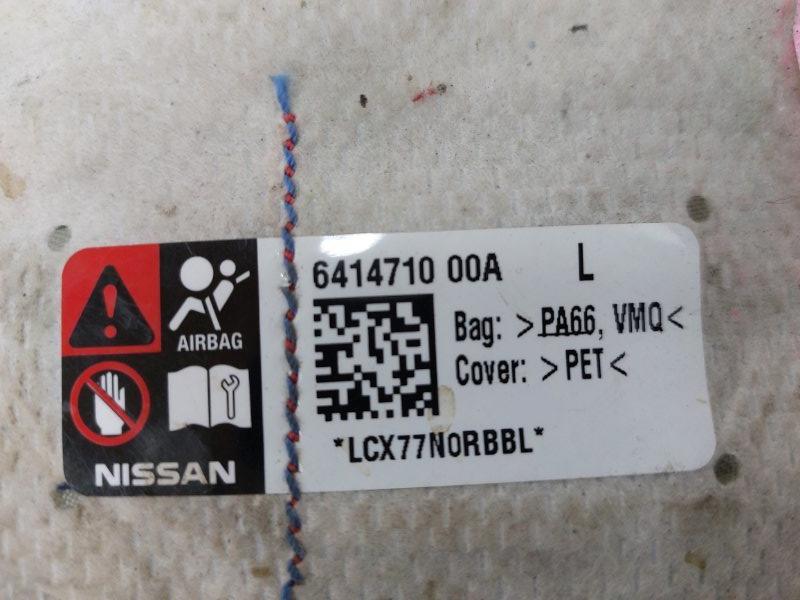 AIRBAG
NISSAN
6414710 00A L
Bag: >PA66, VMQ<
Cover: >PET<
*LCX77N0RBBL*